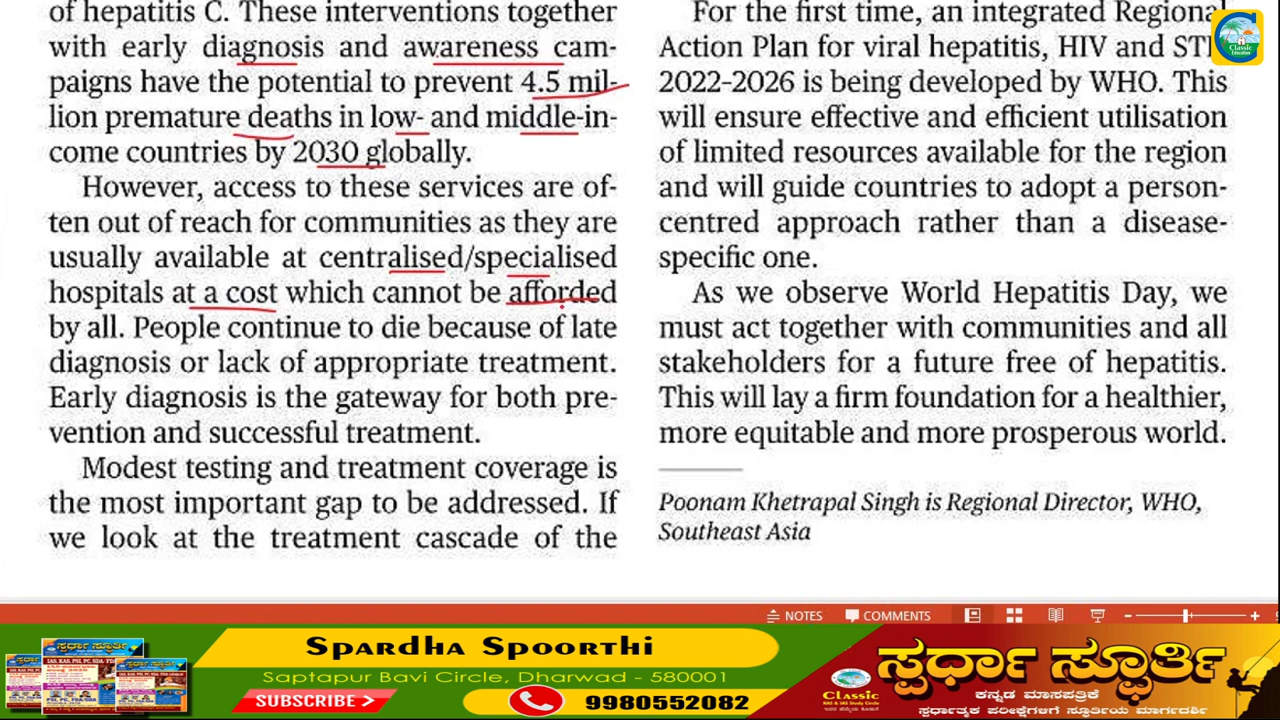 of hepatitis C. These interventions together
with early diagnosis and awareness cam-
paigns have the potential to prevent 4.5 mil-
lion premature deaths in low- and middle-in-
come countries by 2030 globally.
However, access to these services are of-
ten out of reach for communities as they are
usually available at centralised/specialised
hospitals at a cost which cannot be afforded
by all. People continue to die because of late
diagnosis or lack of appropriate treatment.
Early diagnosis is the gateway for both pre-
vention and successful treatment.
Modest testing and treatment coverage is
the most important gap to be addressed. If
we look at the treatment cascade of the
For the first time, an integrated Regional
Action Plan for viral hepatitis, HIV and STI
2022-2026 is being developed by WHO. This
will ensure effective and efficient utilisation
of limited resources available for the region
and will guide countries to adopt a person-
centred approach rather than a disease-
specific one.
As we observe World Hepatitis Day, we
must act together with communities and all
stakeholders for a future free of hepatitis.
This will lay a firm foundation for a healthier,
more equitable and more prosperous world.
Poonam Khetrapal Singh is Regional Director, WHO,
Southeast Asia
Classic
Education
NOTES
COMMENTS
Spardha Spoorthi
Saptapur Bavi Circle, Dharwad - 580001
SUBSCRIBE >
9980552082
Classic
ಸ್ಪರ್ಧಾ ಸ್ಫೂರ್ತಿ
ಕನ್ನಡ ಮಾಸಪತ್ರಿಕೆ
ಸ್ಪರ್ಧಾತ್ಮಕ ಪರೀಕ್ಷೆಗಳಿಗೆ ಸ್ಫೂರ್ತಿಯ ಮಾರ್ಗದರ್ಶಿ